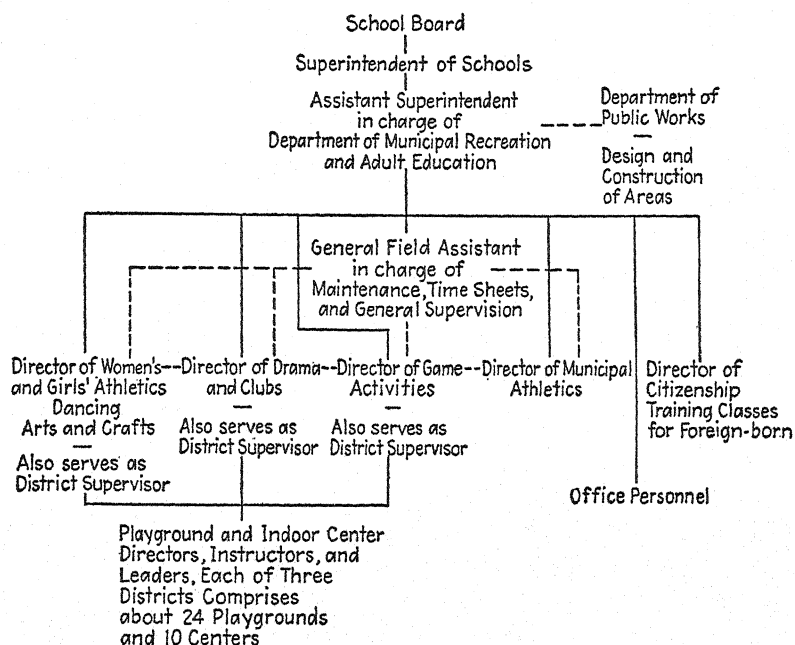 School Board
Superintendent of Schools
Assistant Superintendent
in charge of
Department of Municipal Recreation
and Adult Education
Department of
Public Works
Design and
Construction
of Areas
General Field Assistant
in charge of
Maintenance, Time Sheets,
and General Supervision
Director of Women's
and Girls' Athletics
Dancing
Arts and Crafts
Also serves as
District Supervisor
Director of Drama
and Clubs
Also serves as
District Supervisor
Director of Game
Activities
Also serves as
District Supervisor
Director of Municipal
Athletics
Director of
Citizenship
Training Classes
for Foreign-born
Office Personnel
Playground and Indoor Center
Directors, Instructors, and
Leaders, Each of Three
Districts Comprises
about 24 Playgrounds
and 10 Centers